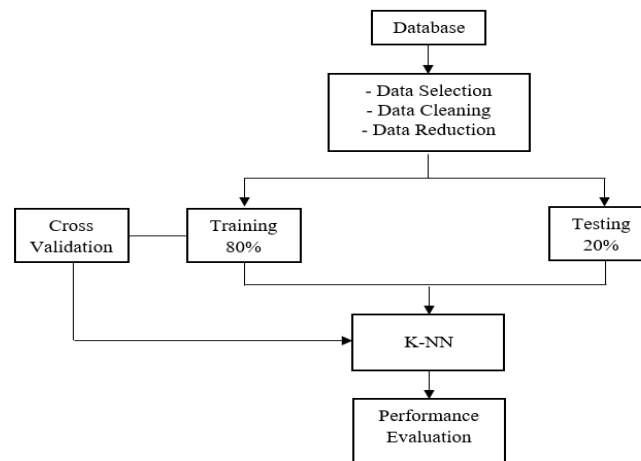 Database
- Data Selection
- Data Cleaning
- Data Reduction
Cross
Validation
Training
80%
Testing
20%
K-NN
Performance
Evaluation